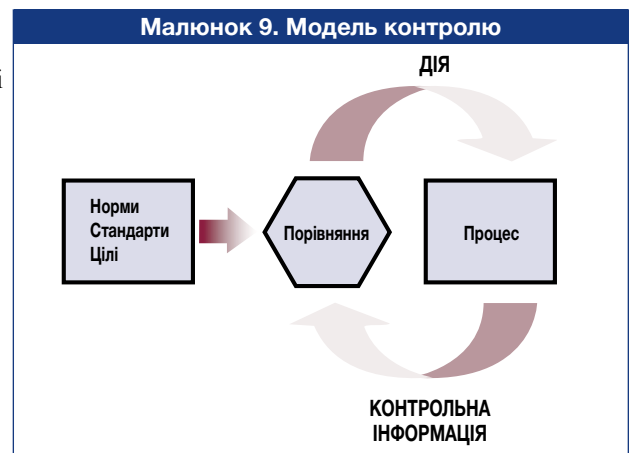 Малюнок 9. Модель контролю
і
ДІЯ
Норми
Стандарти
Цілі
Порівняння
Процес
КОНТРОЛЬНА
ІНФОРМАЦІЯ